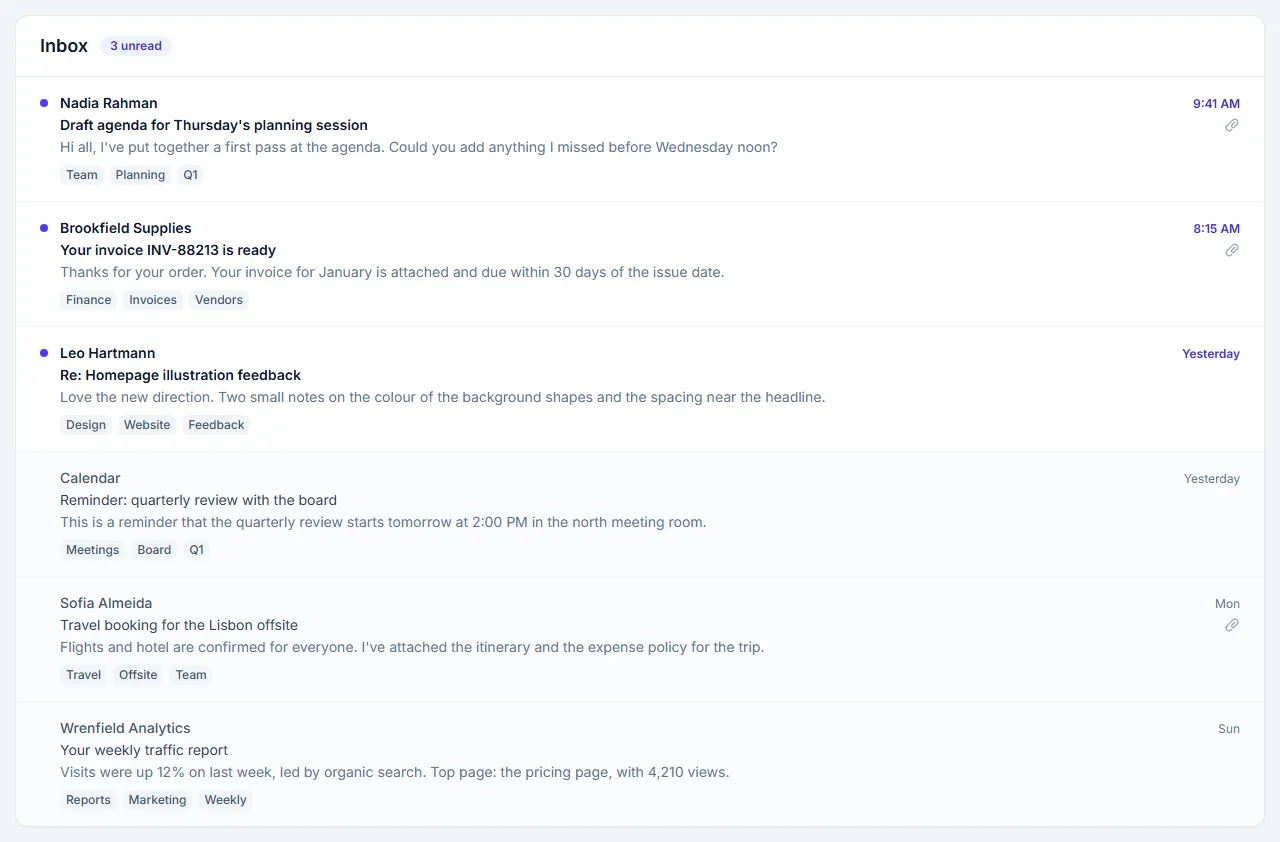 Inbox 3 unread
Nadia Rahman 9:41 AM
Draft agenda for Thursday's planning session
Hi all, I've put together a first pass at the agenda. Could you add anything I missed before Wednesday noon?
Team Planning Q1
Brookfield Supplies 8:15 AM
Your invoice INV-88213 is ready
Thanks for your order. Your invoice for January is attached and due within 30 days of the issue date.
Finance Invoices Vendors
Leo Hartmann Yesterday
Re: Homepage illustration feedback
Love the new direction. Two small notes on the colour of the background shapes and the spacing near the headline.
Design Website Feedback
Calendar Yesterday
Reminder: quarterly review with the board
This is a reminder that the quarterly review starts tomorrow at 2:00 PM in the north meeting room.
Meetings Board Q1
Sofia Almeida Mon
Travel booking for the Lisbon offsite
Flights and hotel are confirmed for everyone. I've attached the itinerary and the expense policy for the trip.
Travel Offsite Team
Wrenfield Analytics Sun
Your weekly traffic report
Visits were up 12% on last week, led by organic search. Top page: the pricing page, with 4,210 views.
Reports Marketing Weekly